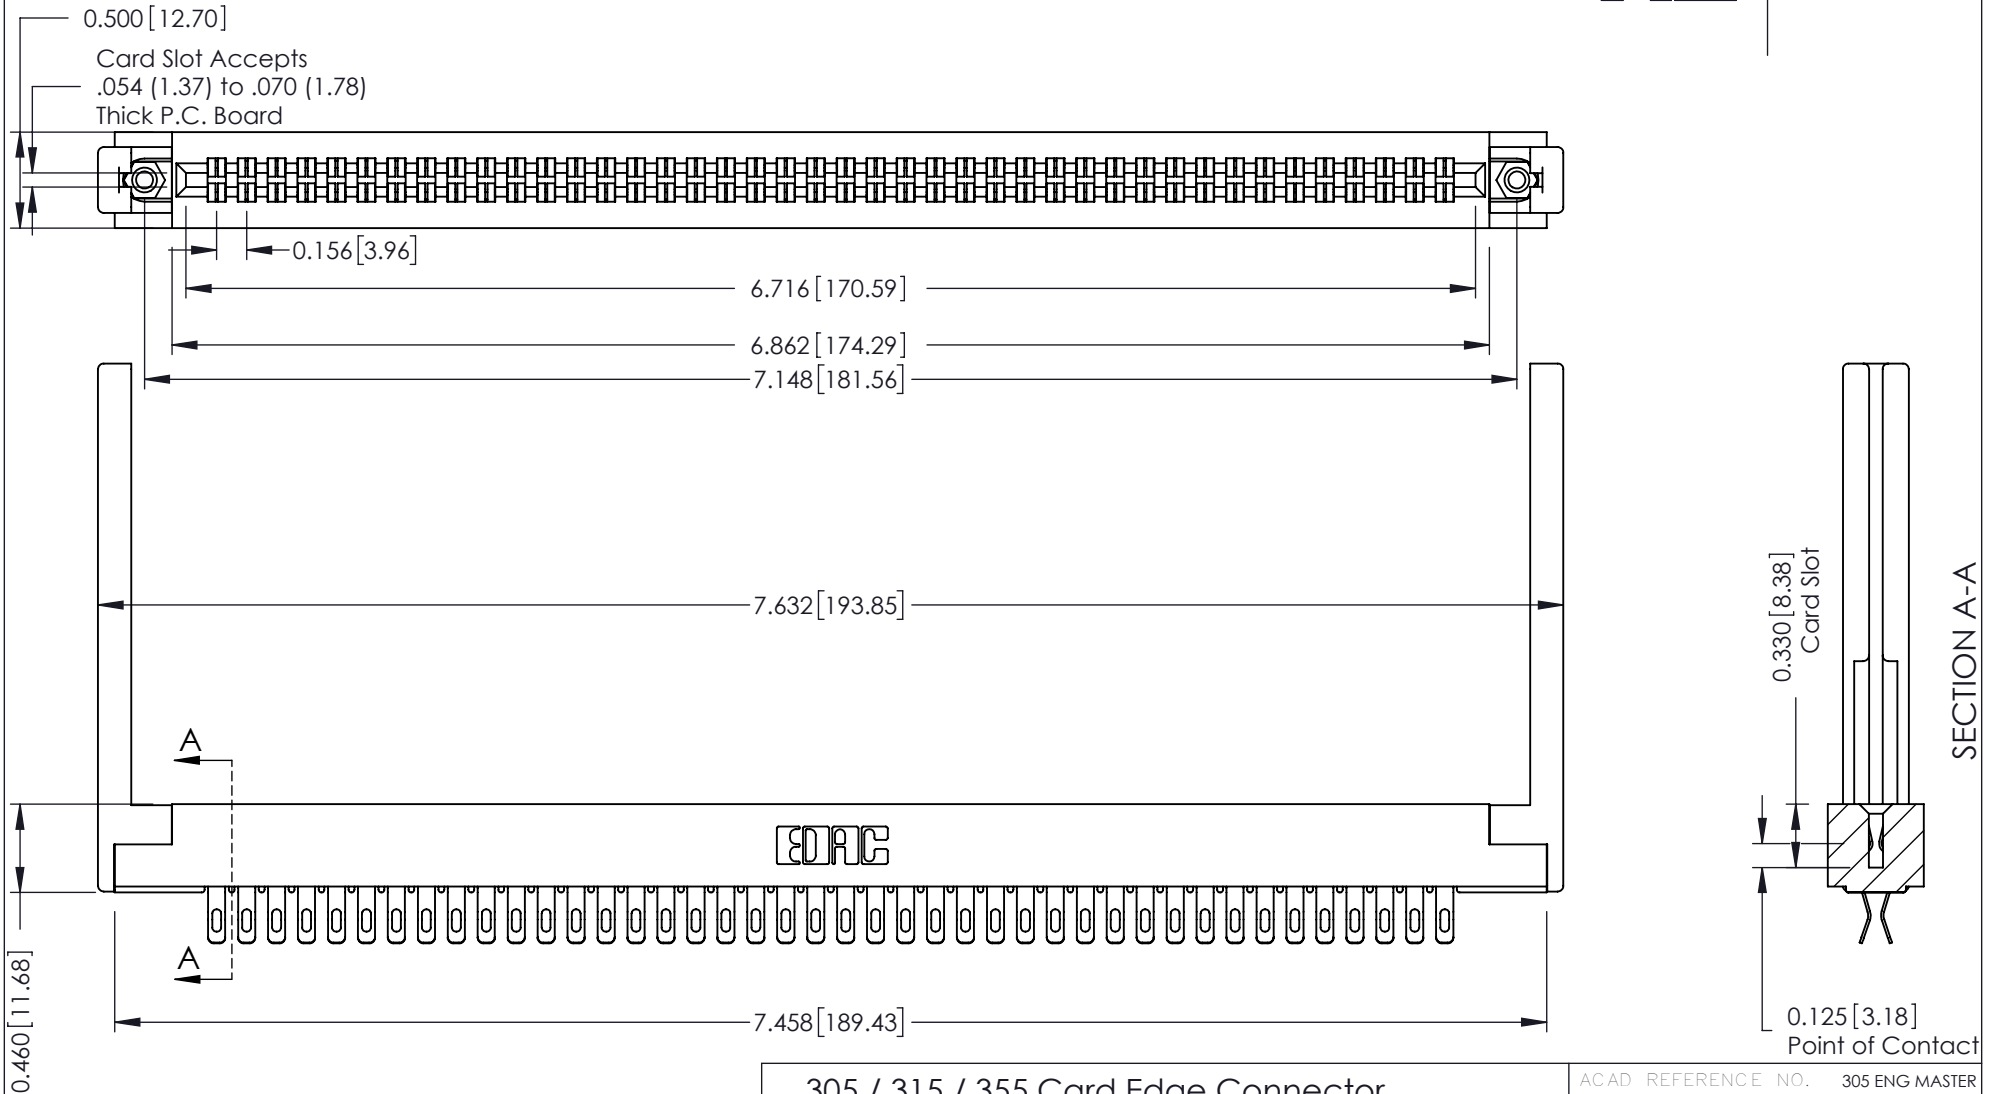 0.500 [12.70]
Card Slot Accepts
.054 (1.37) to .070 (1.78)
Thick P.C. Board
0.156 [3.96]
6.716 [170.59]
6.862 [174.29]
7.148 [181.56]
7.632 [193.85]
0.330 [8.38]
Card Slot
SECTION A-A
A
EDAC
A
0.460 [11.68]
7.458 [189.43]
0.125 [3.18]
Point of Contact
305 / 315 / 355 Card Edge Connector
ACAD REFERENCE NO. 305 ENG MASTER